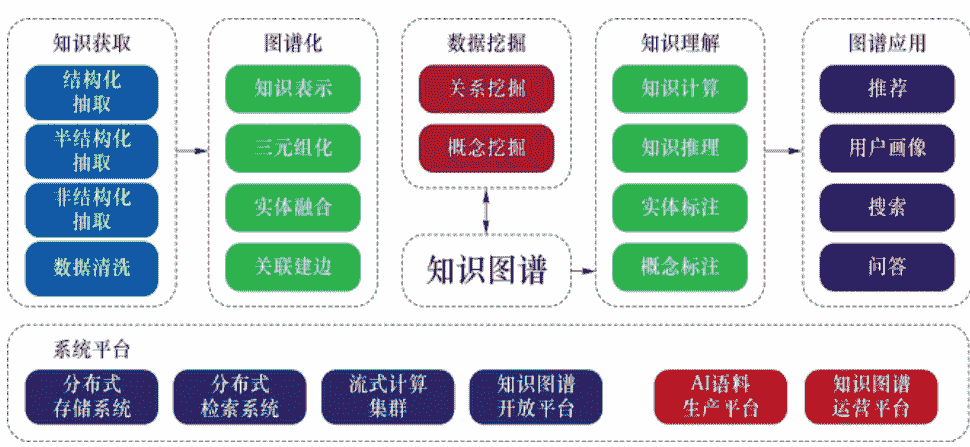 知识获取
结构化
抽取
半结构化
抽取
非结构化
抽取
数据清洗
图谱化
知识表示
三元组化
实体融合
关联建边
数据挖掘
关系挖掘
概念挖掘
知识图谱
知识理解
知识计算
知识推理
实体标注
概念标注
图谱应用
推荐
用户画像
搜索
问答
系统平台
分布式
存储系统
分布式
检索系统
流式计算
集群
知识图谱
开放平台
AI语料
生产平台
知识图谱
运营平台